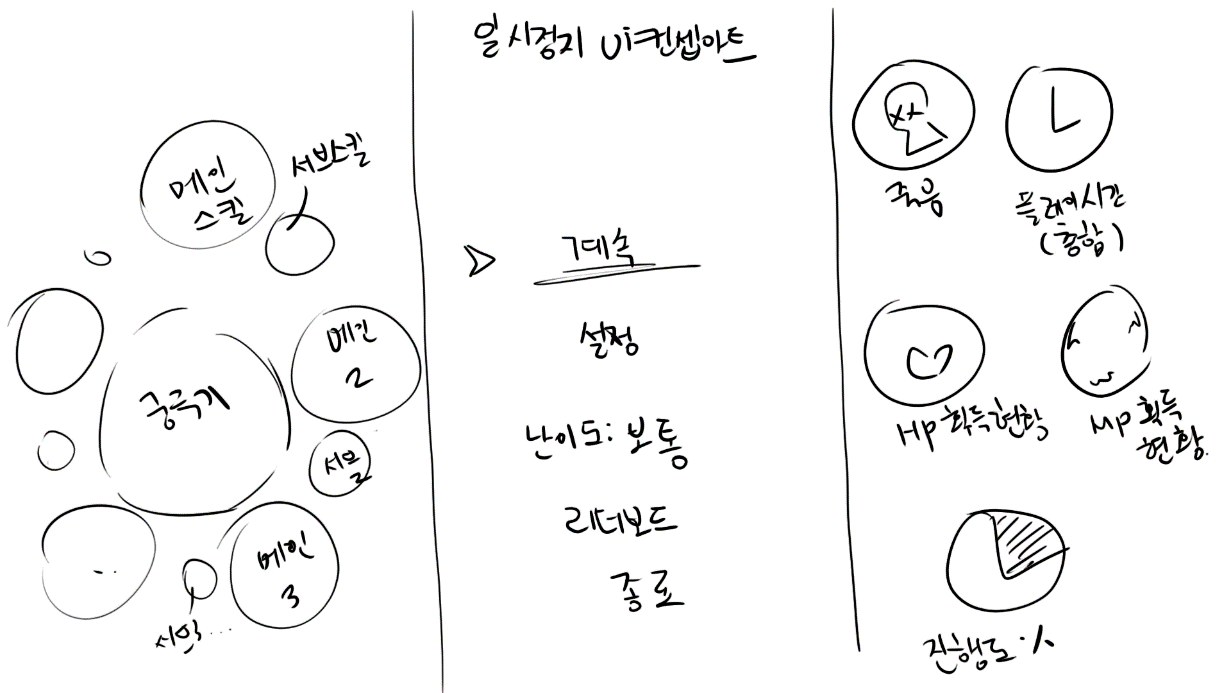 일시정지 UI컨셉아트
메인
스킬
서브스킬
궁극기
메인
2
서브
2
메인
3
계속
설정
난이도: 보통
리더보드
종료
죽음
플레이시간
(총합)
HP 획득현황
MP 획득
현황
진행도 %